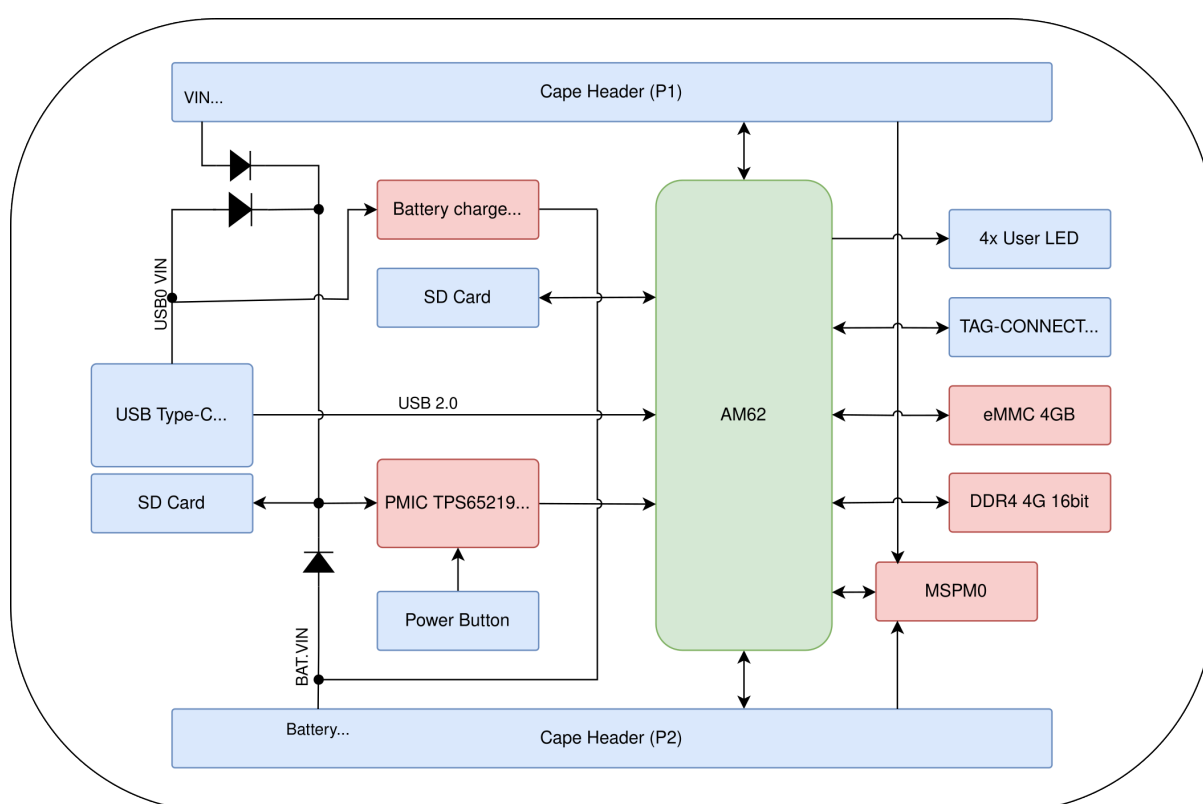 Cape Header (P1)
VIN...
Battery charge...
4x User LED
USB0 VIN
SD Card
TAG-CONNECT...
USB Type-C...
USB 2.0
AM62
eMMC 4GB
SD Card
PMIC TPS65219...
DDR4 4G 16bit
MSPM0
Power Button
BAT.VIN
Battery...
Cape Header (P2)